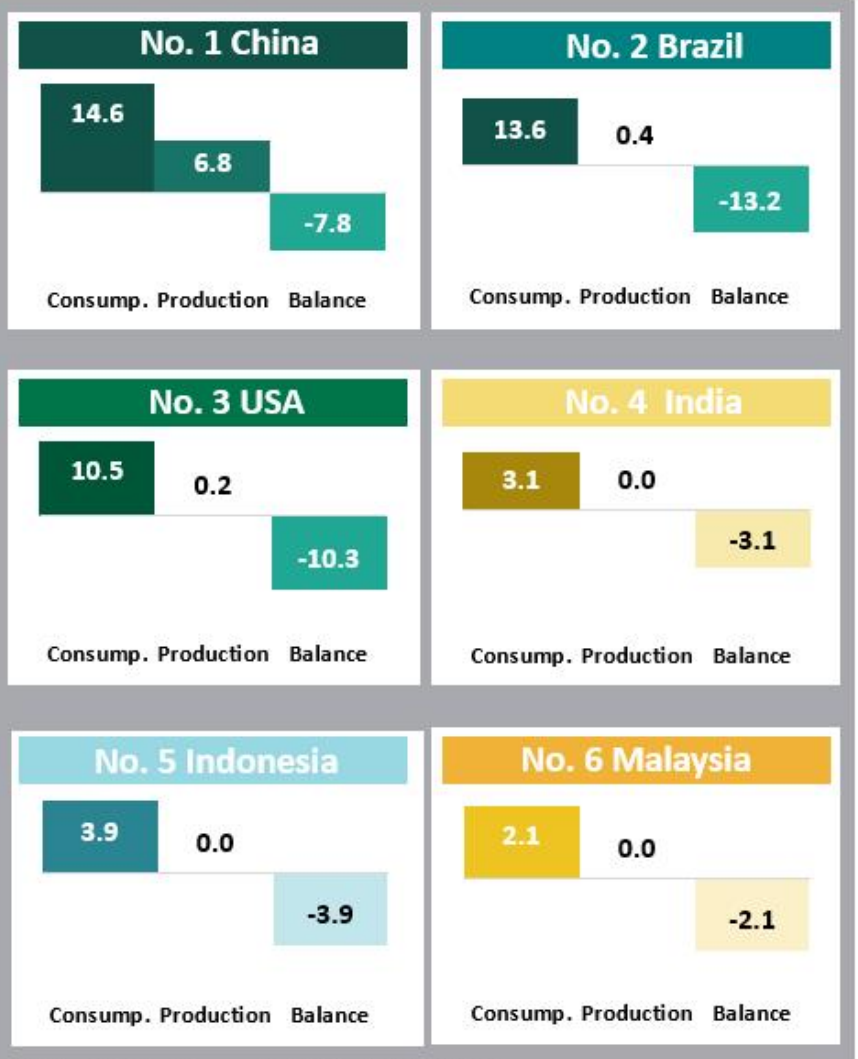 No. 1 China
14.6
6.8
-7.8
Consump. Production Balance
No. 2 Brazil
13.6
0.4
-13.2
Consump. Production Balance
No. 3 USA
10.5
0.2
-10.3
Consump. Production Balance
No. 4 India
3.1
0.0
-3.1
Consump. Production Balance
No. 5 Indonesia
3.9
0.0
-3.9
Consump. Production Balance
No. 6 Malaysia
2.1
0.0
-2.1
Consump. Production Balance